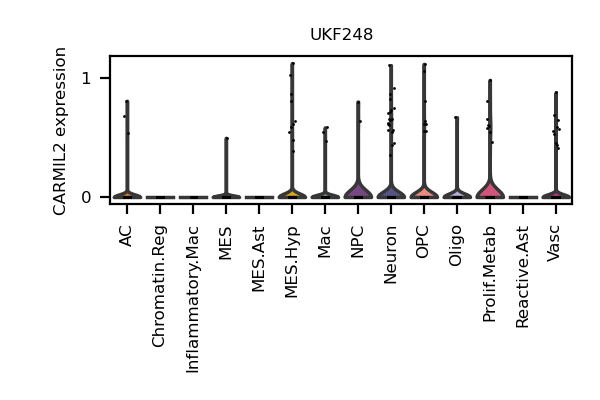 UKF248
CARMIL2 expression
1
0
AC
Chromatin.Reg
Inflammatory.Mac
MES
MES.Ast
MES.Hyp
Mac
NPC
Neuron
OPC
Oligo
Prolif.Metab
Reactive.Ast
Vasc